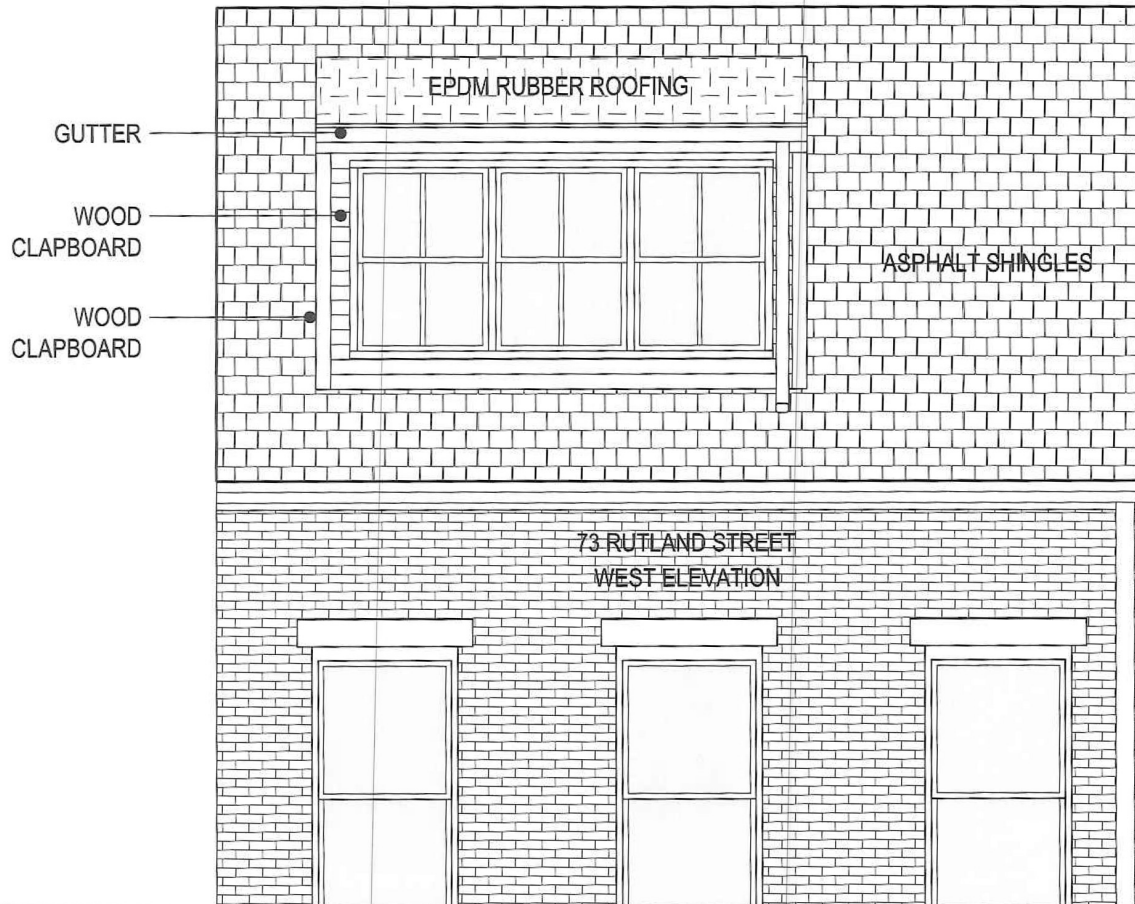 EPDM RUBBER ROOFING
GUTTER
WOOD
CLAPBOARD
WOOD
CLAPBOARD
ASPHALT SHINGLES
73 RUTLAND STREET
WEST ELEVATION